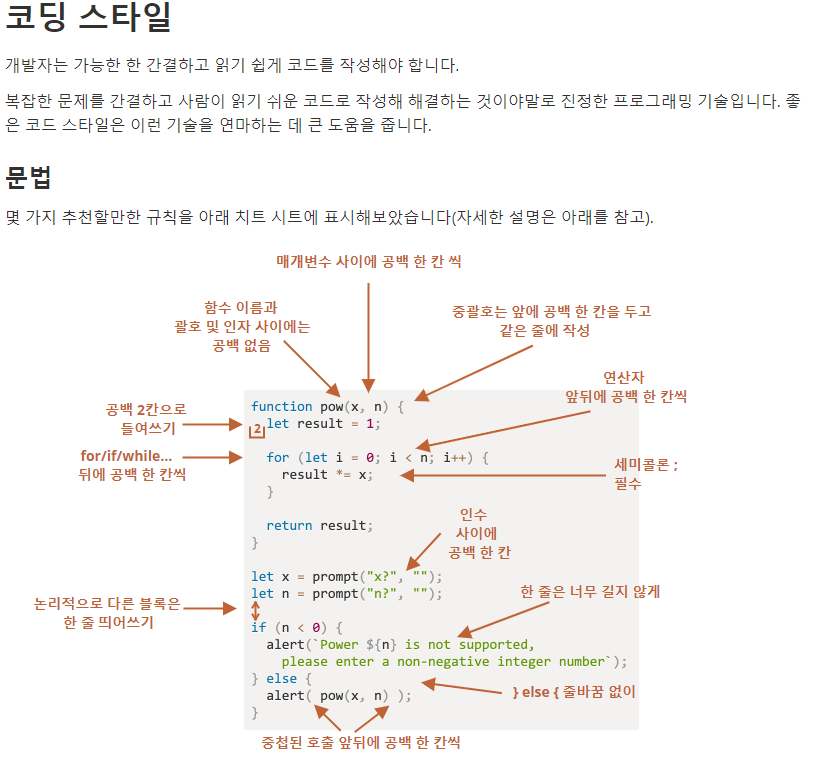 코딩 스타일
개발자는 가능한 한 간결하고 읽기 쉽게 코드를 작성해야 합니다.
복잡한 문제를 간결하고 사람이 읽기 쉬운 코드로 작성해 해결하는 것이야말로 진정한 프로그래밍 기술입니다. 좋
은 코드 스타일은 이런 기술을 연마하는 데 큰 도움을 줍니다.
문법
몇 가지 추천할만한 규칙을 아래 치트 시트에 표시해보았습니다(자세한 설명은 아래를 참고).
매개변수 사이에 공백 한 칸 씩
함수 이름과
괄호 및 인자 사이에는
공백 없음
중괄호는 앞에 공백 한 칸을 두고
같은 줄에 작성
연산자
앞뒤에 공백 한 칸씩
공백 2칸으로
들여쓰기
for/if/while...
뒤에 공백 한 칸씩
세미콜론 ;
필수
인수
사이에
공백 한 칸
논리적으로 다른 블록은
한 줄 띄어쓰기
한 줄은 너무 길지 않게
} else { 줄바꿈 없이
중첩된 호출 앞뒤에 공백 한 칸씩
function pow(x, n) {
2
  let result = 1;
  for (let i = 0; i < n; i++) {
    result *= x;
  }
  return result;
}
let x = prompt("x?", "");
let n = prompt("n?", "");
if (n < 0) {
  alert(`Power ${n} is not supported,
    please enter a non-negative integer number`);
} else {
  alert( pow(x, n) );
}